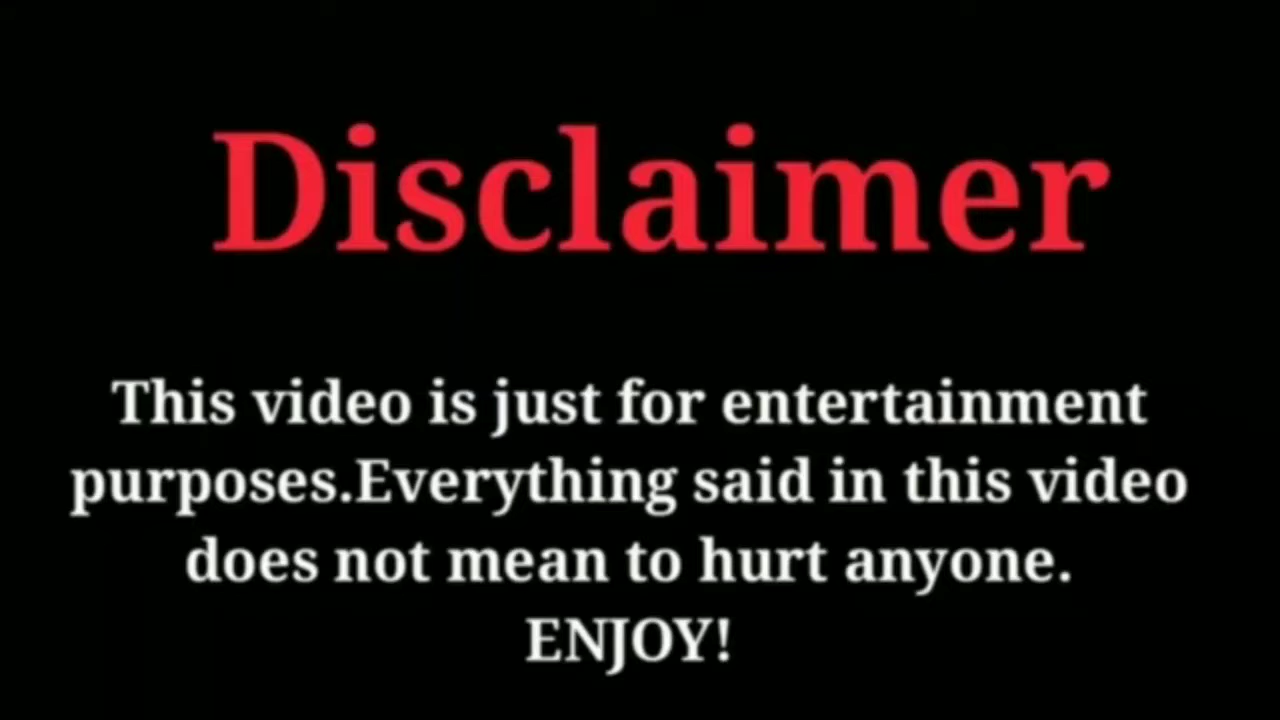 Disclaimer
This video is just for entertainment
purposes.Everything said in this video
does not mean to hurt anyone.
ENJOY!